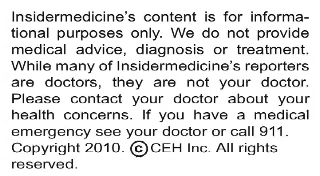 Insidermedicine's content is for informa-
tional purposes only. We do not provide
medical advice, diagnosis or treatment.
While many of Insidermedicine's reporters
are doctors, they are not your doctor.
Please contact your doctor about your
health concerns. If you have a medical
emergency see your doctor or call 911.
Copyright 2010. ©CEH Inc. All rights
reserved.